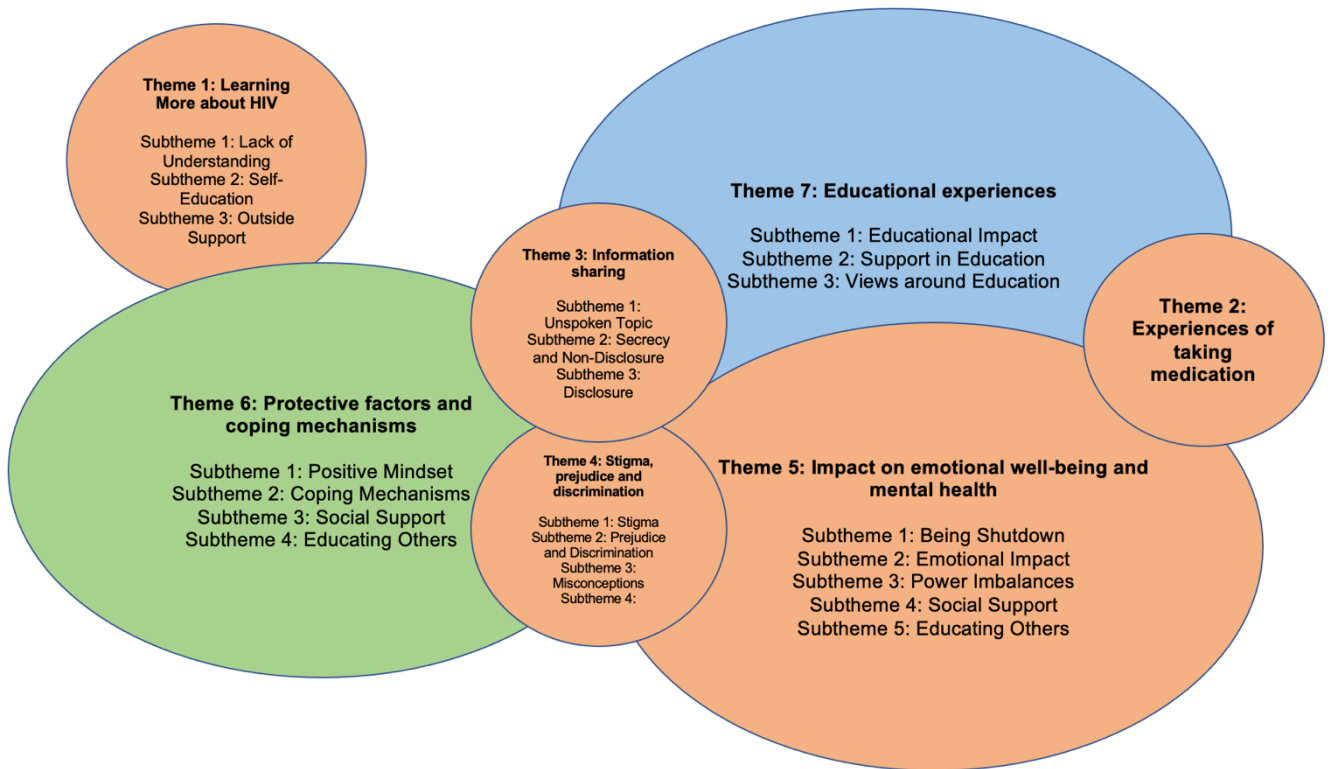 Theme 1: Learning
More about HIV
Subtheme 1: Lack of
Understanding
Subtheme 2: Self-
Education
Subtheme 3: Outside
Support
Theme 7: Educational experiences
Subtheme 1: Educational Impact
Subtheme 2: Support in Education
Subtheme 3: Views around Education
Theme 3: Information
sharing
Subtheme 1:
Unspoken Topic
Subtheme 2: Secrecy
and Non-Disclosure
Subtheme 3:
Disclosure
Theme 2:
Experiences of
taking
medication
Theme 6: Protective factors and
coping mechanisms
Subtheme 1: Positive Mindset
Subtheme 2: Coping Mechanisms
Subtheme 3: Social Support
Subtheme 4: Educating Others
Theme 4: Stigma,
prejudice and
discrimination
Subtheme 1: Stigma
Subtheme 2: Prejudice
and Discrimination
Subtheme 3:
Misconceptions
Subtheme 4:
Theme 5: Impact on emotional well-being and
mental health
Subtheme 1: Being Shutdown
Subtheme 2: Emotional Impact
Subtheme 3: Power Imbalances
Subtheme 4: Social Support
Subtheme 5: Educating Others